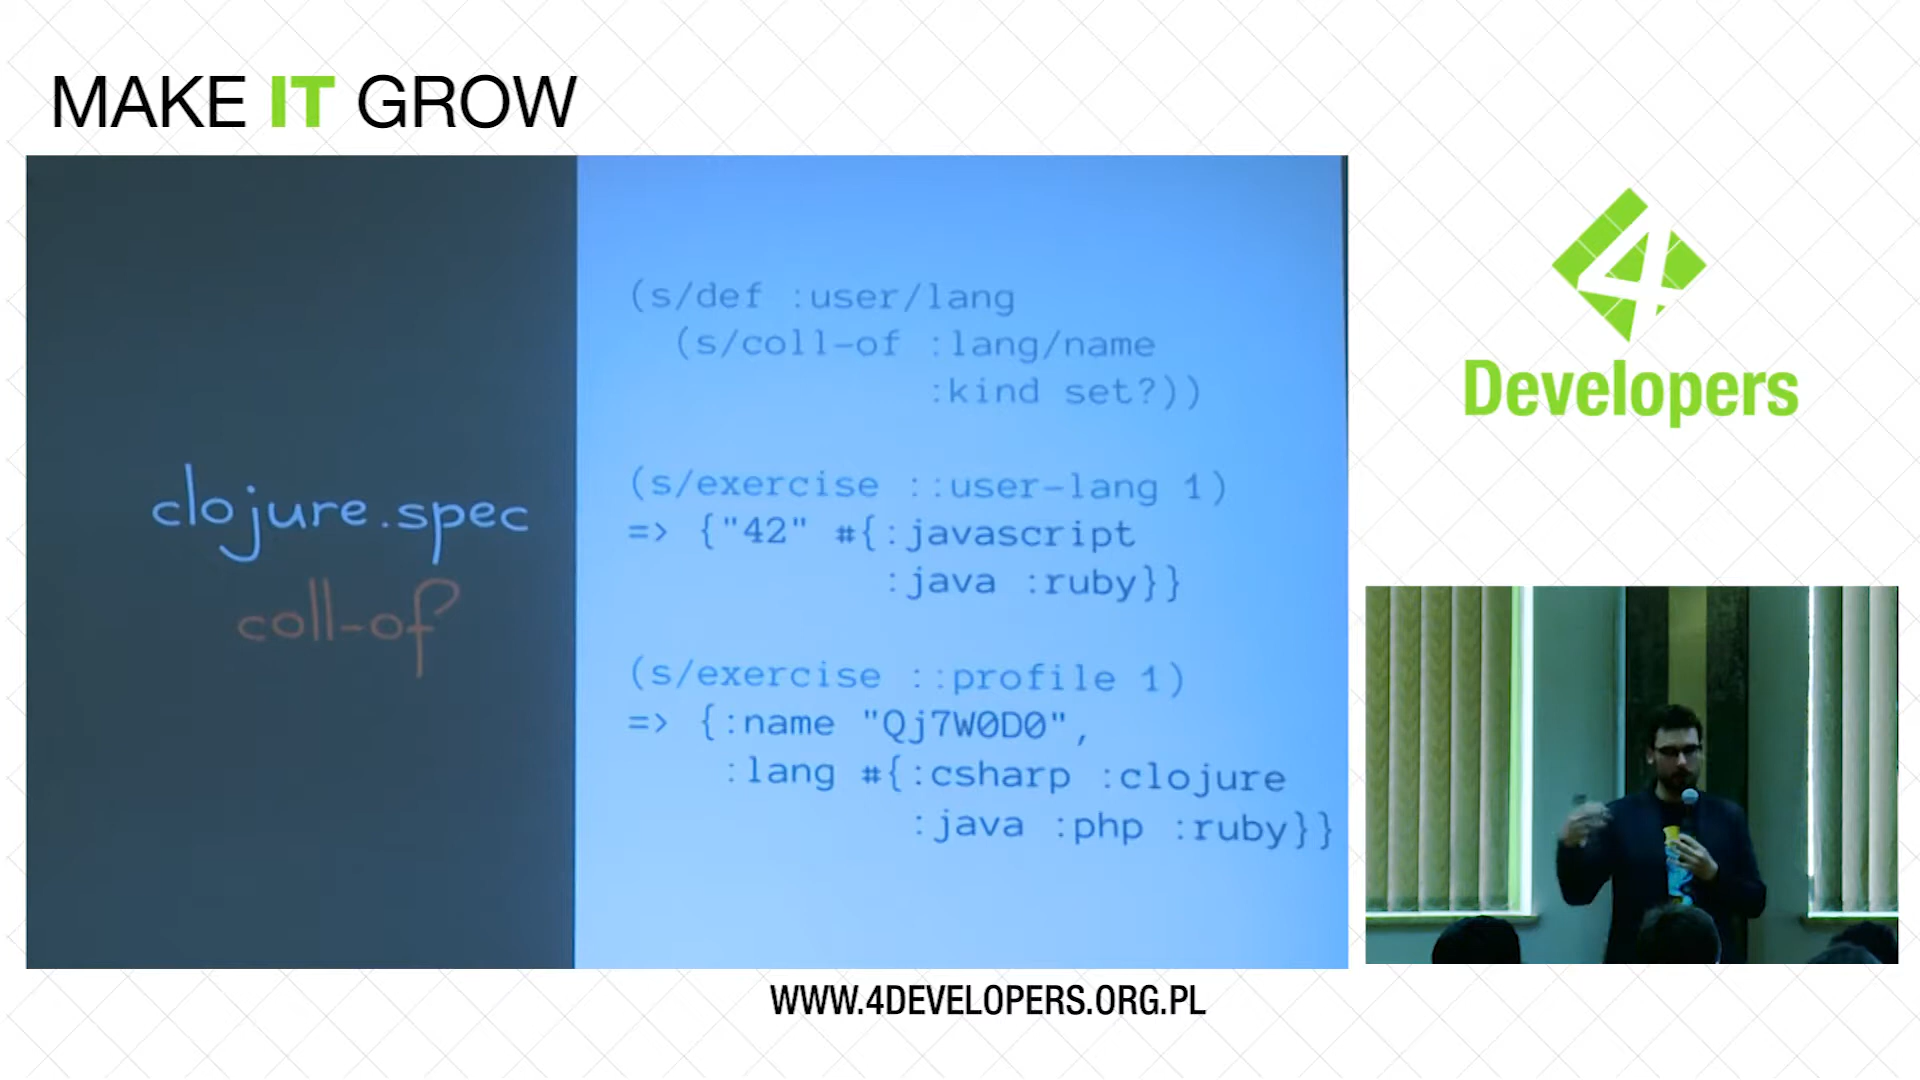 MAKE IT GROW
clojure.spec
coll-of
(s/def :user/lang
(s/coll-of :lang/name
:kind set?))
(s/exercise ::user-lang 1)
=> {"42" #{:javascript
:java :ruby}}
(s/exercise ::profile 1)
=> {:name "Qj7W0D0",
:lang #{:csharp :clojure
:java :php :ruby}}
4
Developers
WWW.4DEVELOPERS.ORG.PL